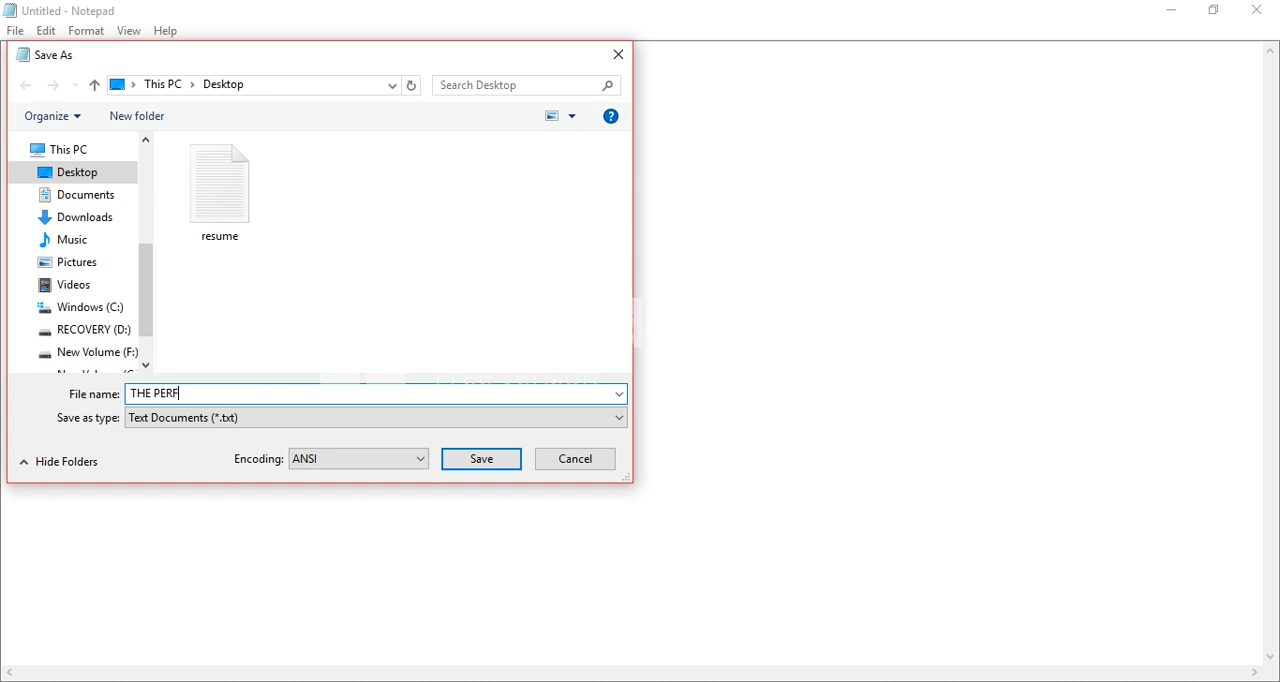 Untitled - Notepad
File Edit Format View Help
Save As
This PC > Desktop
Search Desktop
Organize New folder
This PC
Desktop
Documents
Downloads
Music
Pictures
Videos
Windows (C:)
RECOVERY (D:)
New Volume (F:)
resume
File name: THE PERF
Save as type: Text Documents (*.txt)
Hide Folders
Encoding: ANSI
Save
Cancel